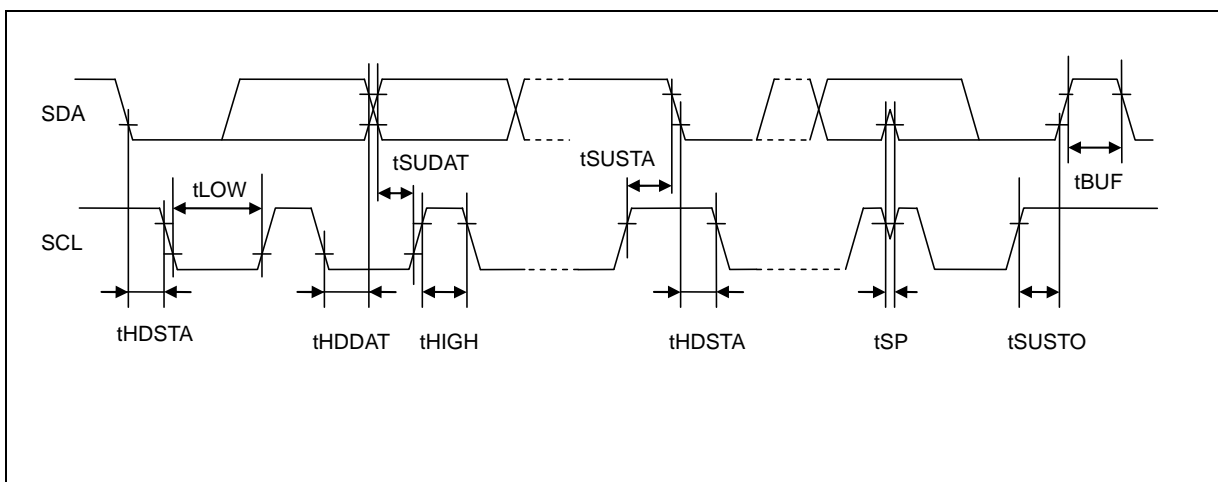 SDA
tSUDAT
tSUSTA
tBUF
tLOW
SCL
tHDSTA
tHDDAT
tHIGH
tHDSTA
tSP
tSUSTO